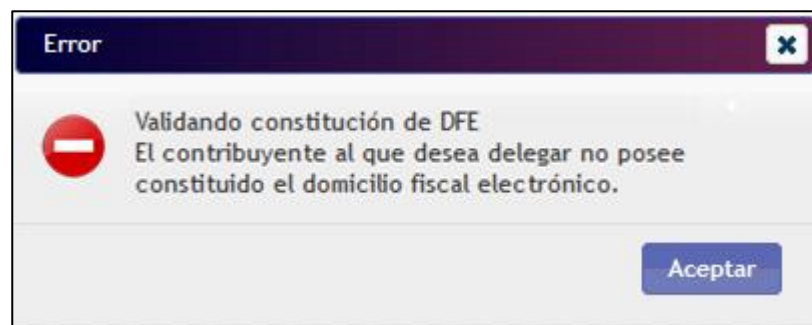 Error
Validando constitución de DFE
El contribuyente al que desea delegar no posee
constituido el domicilio fiscal electrónico.
Aceptar